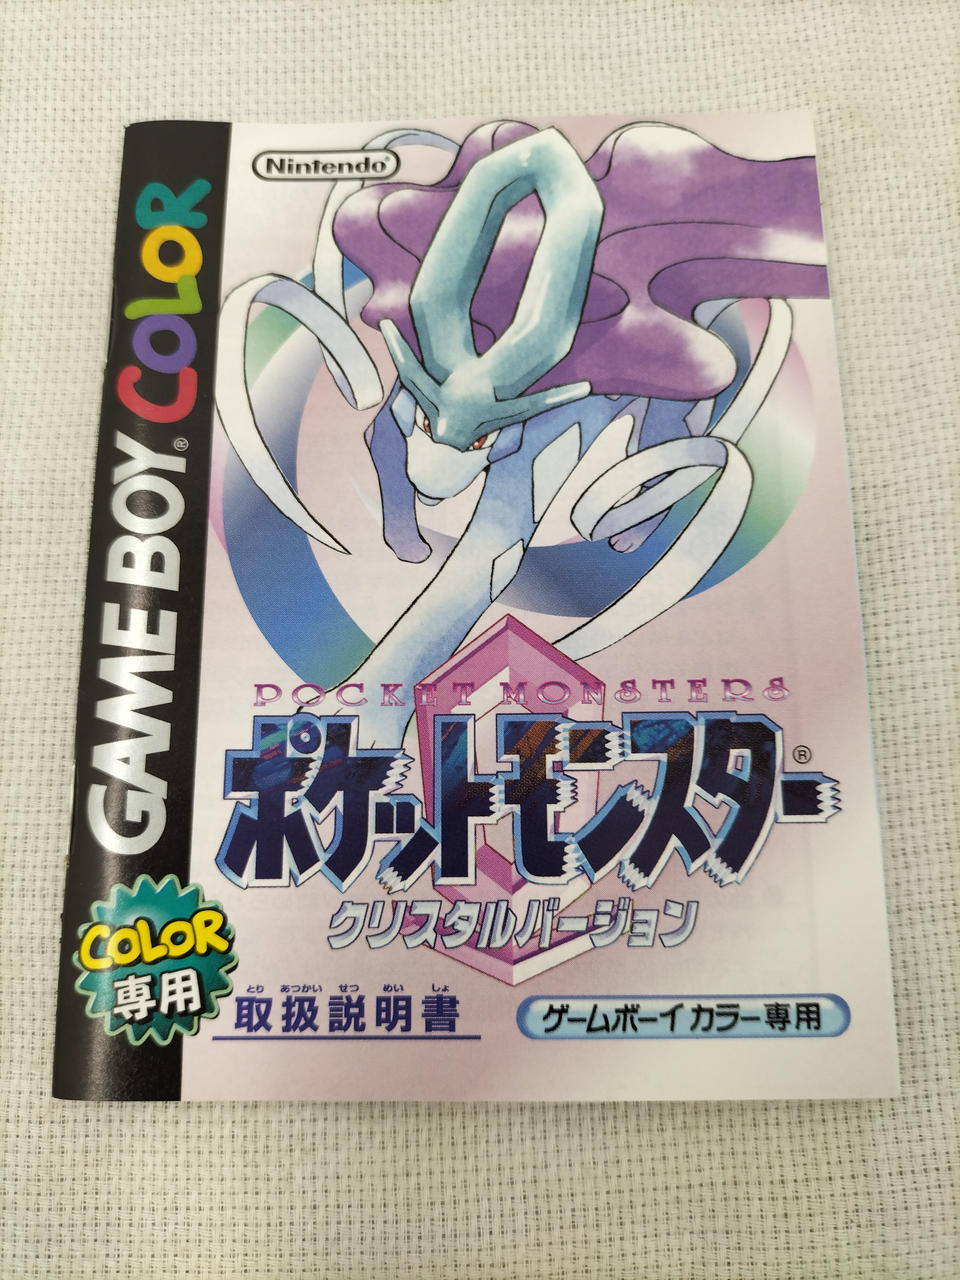 Nintendo®
GAME BOY® COLOR
POCKET MONSTERS
ポケットモンスター®
クリスタルバージョン
COLOR
専用
とり あつかい せつ めい しょ
取扱説明書
ゲームボーイカラー専用